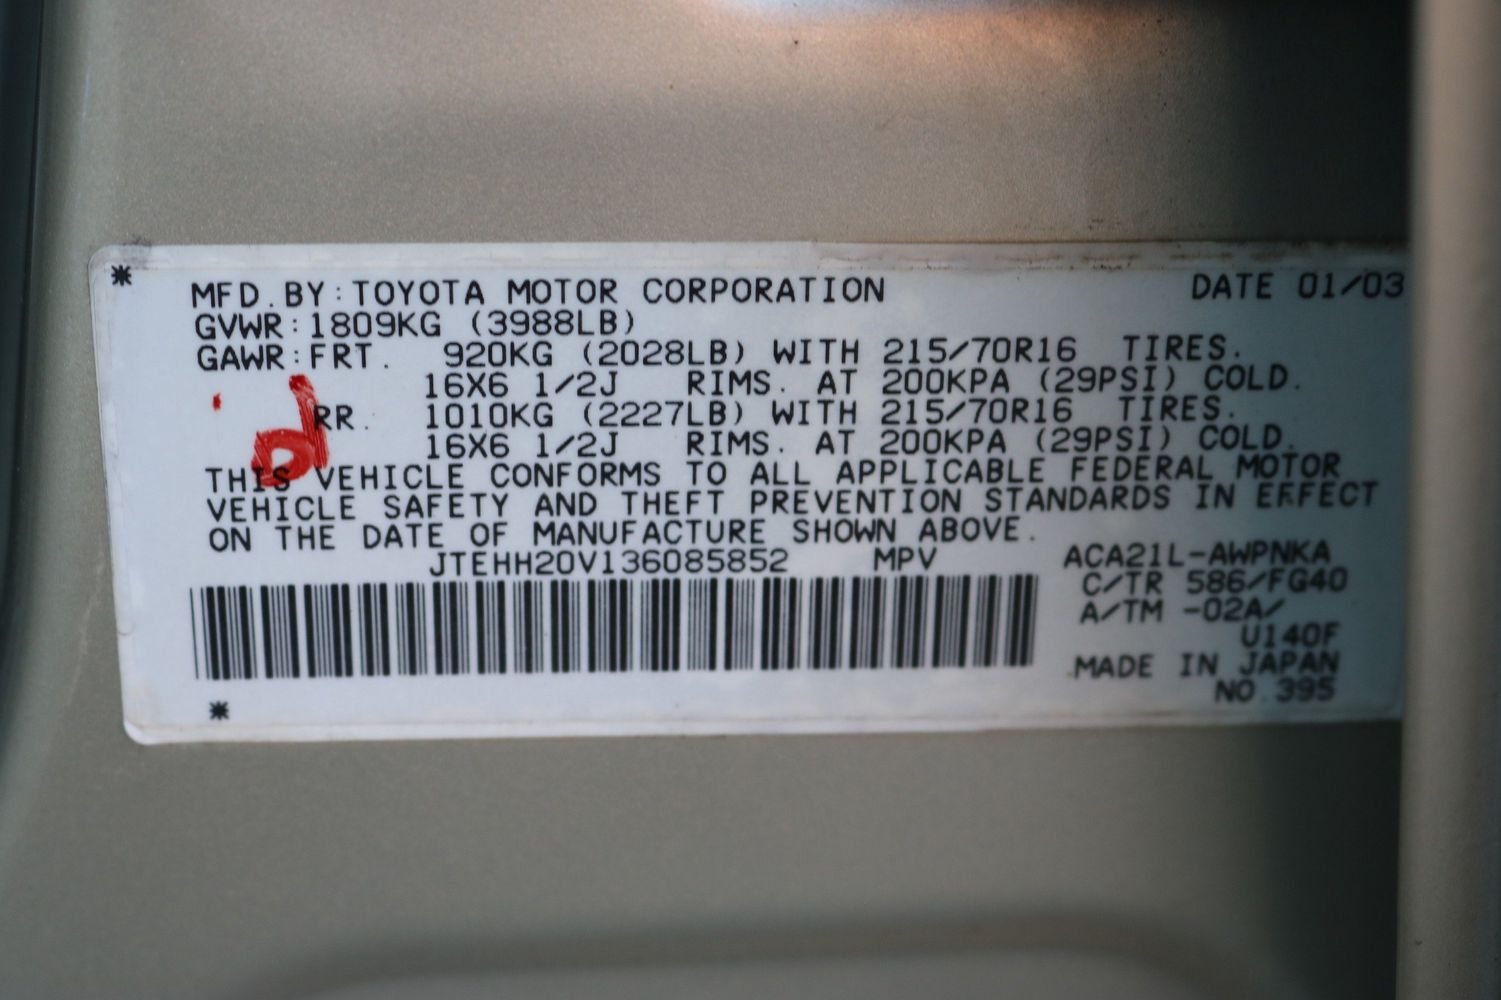 MFD.BY:TOYOTA MOTOR CORPORATION DATE 01/03
GVWR:1809KG (3988LB)
GAWR:FRT. 920KG (2028LB) WITH 215/70R16 TIRES.
16X6 1/2J RIMS. AT 200KPA (29PSI) COLD.
RR. 1010KG (2227LB) WITH 215/70R16 TIRES.
16X6 1/2J RIMS. AT 200KPA (29PSI) COLD.
THIS VEHICLE CONFORMS TO ALL APPLICABLE FEDERAL MOTOR
VEHICLE SAFETY AND THEFT PREVENTION STANDARDS IN EFFECT
ON THE DATE OF MANUFACTURE SHOWN ABOVE.
JTEHH20V136085852 MPV ACA21L-AWPNKA
C/TR 586/FG40
A/TM -02A/
U140F
MADE IN JAPAN
NO.395